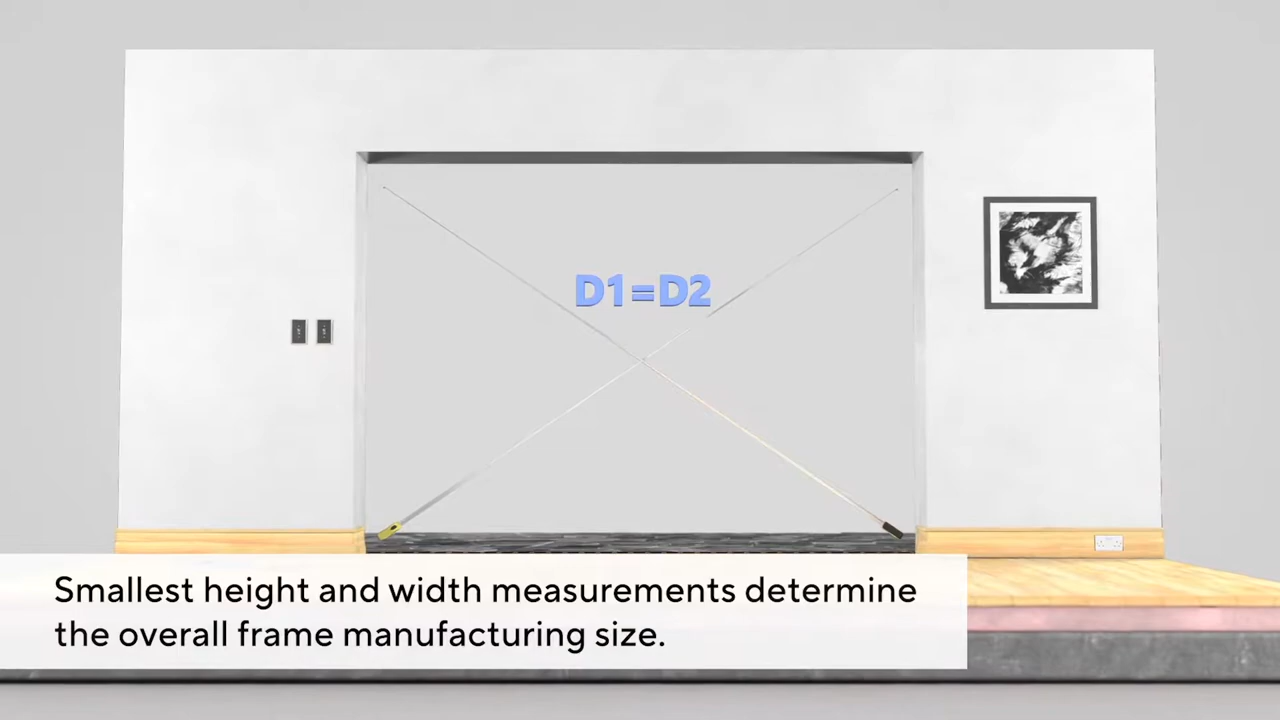 D1=D2
Smallest height and width measurements determine
the overall frame manufacturing size.